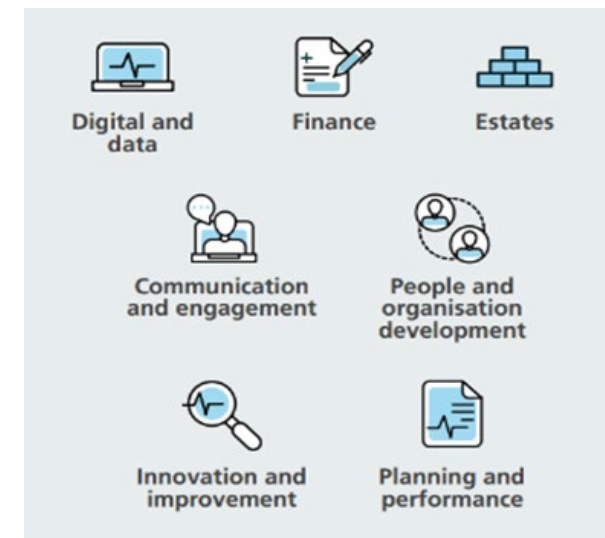 Digital and
data
Finance
Estates
Communication
and engagement
People and
organisation
development
Innovation and
improvement
Planning and
performance